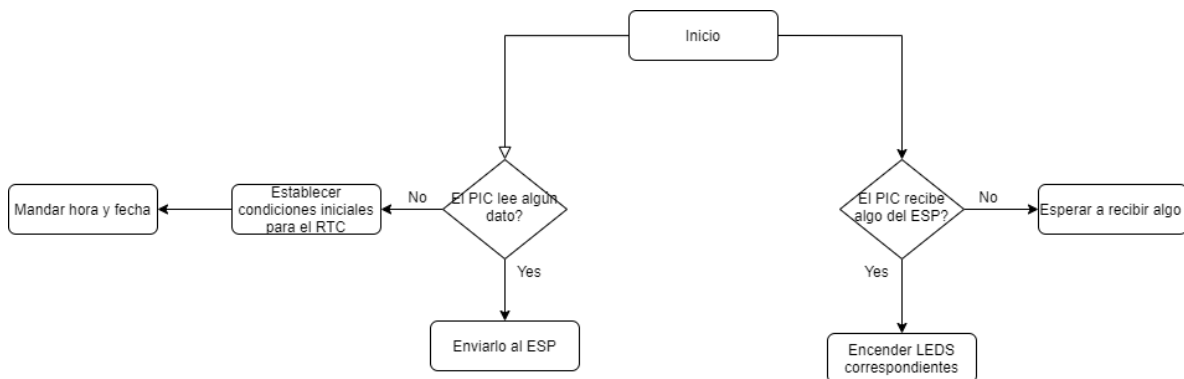 Inicio
El PIC lee algún
dato?
No
Establecer
condiciones iniciales
para el RTC
Mandar hora y fecha
Yes
Enviarlo al ESP
El PIC recibe
algo del ESP?
No
Esperar a recibir algo
Yes
Encender LEDS
correspondientes